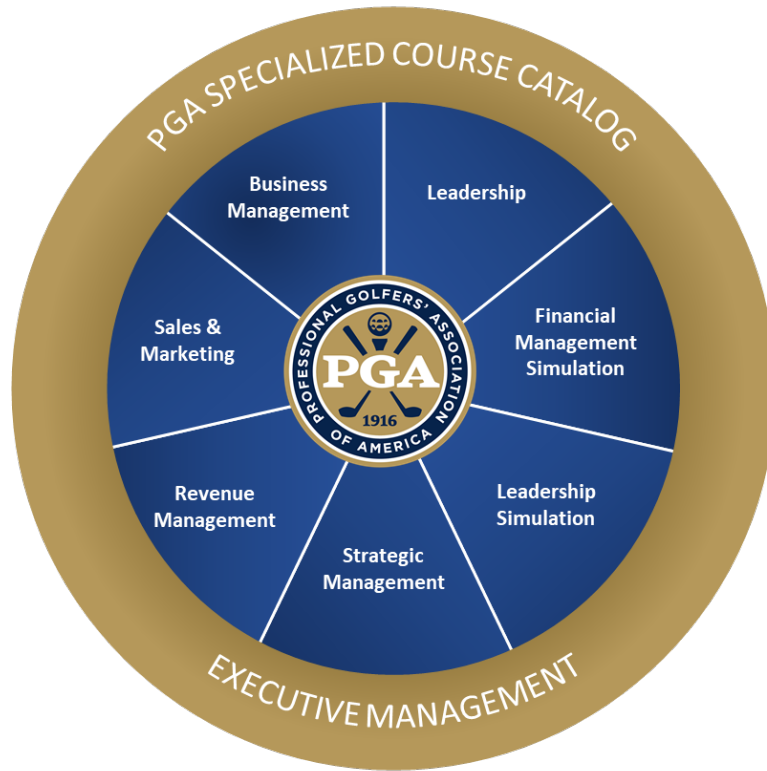 PGA SPECIALIZED COURSE CATALOG
Business
Management
Leadership
Sales &
Marketing
Financial
Management
Simulation
Revenue
Management
Leadership
Simulation
Strategic
Management
PROFESSIONAL GOLFERS' ASSOCIATION
OF AMERICA
PGA
1916
EXECUTIVE MANAGEMENT